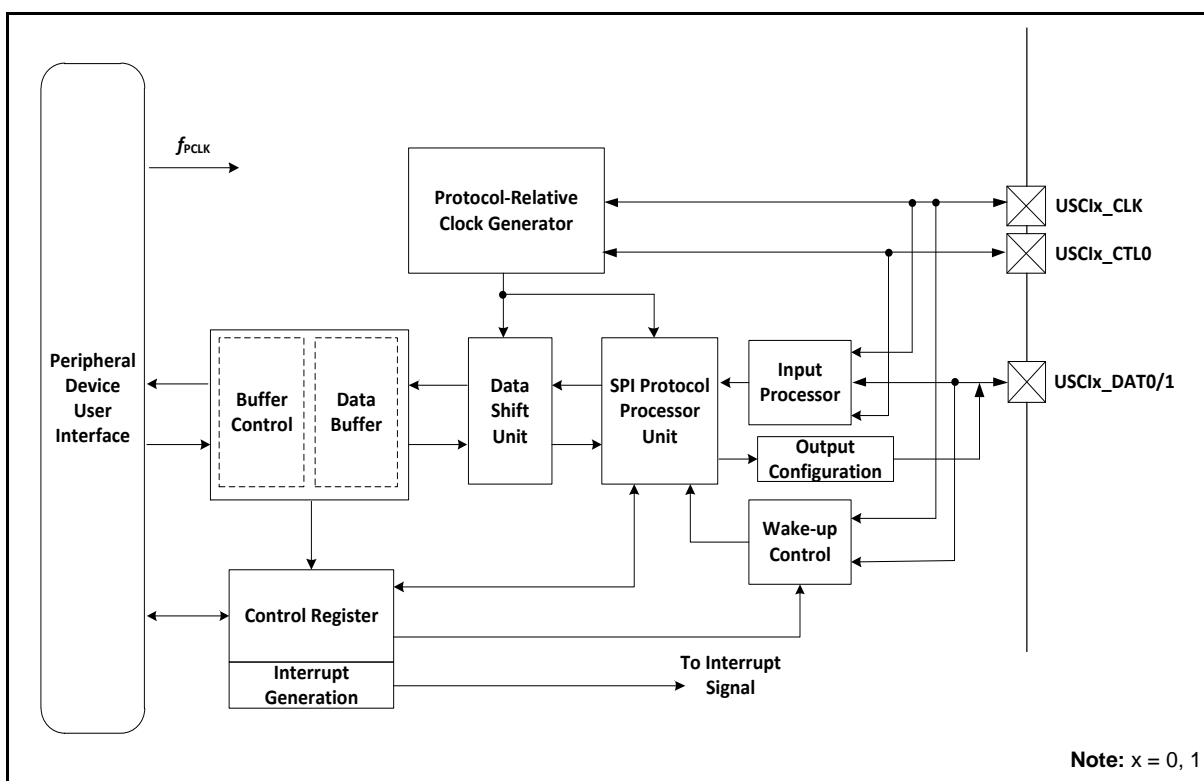 fPCLK
Protocol-Relative
Clock Generator
USCIx_CLK
USCIx_CTL0
Peripheral
Device
User
Interface
Buffer
Control
Data
Buffer
Data
Shift
Unit
SPI Protocol
Processor
Unit
Input
Processor
USCIx_DAT0/1
Output
Configuration
Wake-up
Control
Control Register
Interrupt
Generation
To Interrupt
Signal
Note: x = 0, 1